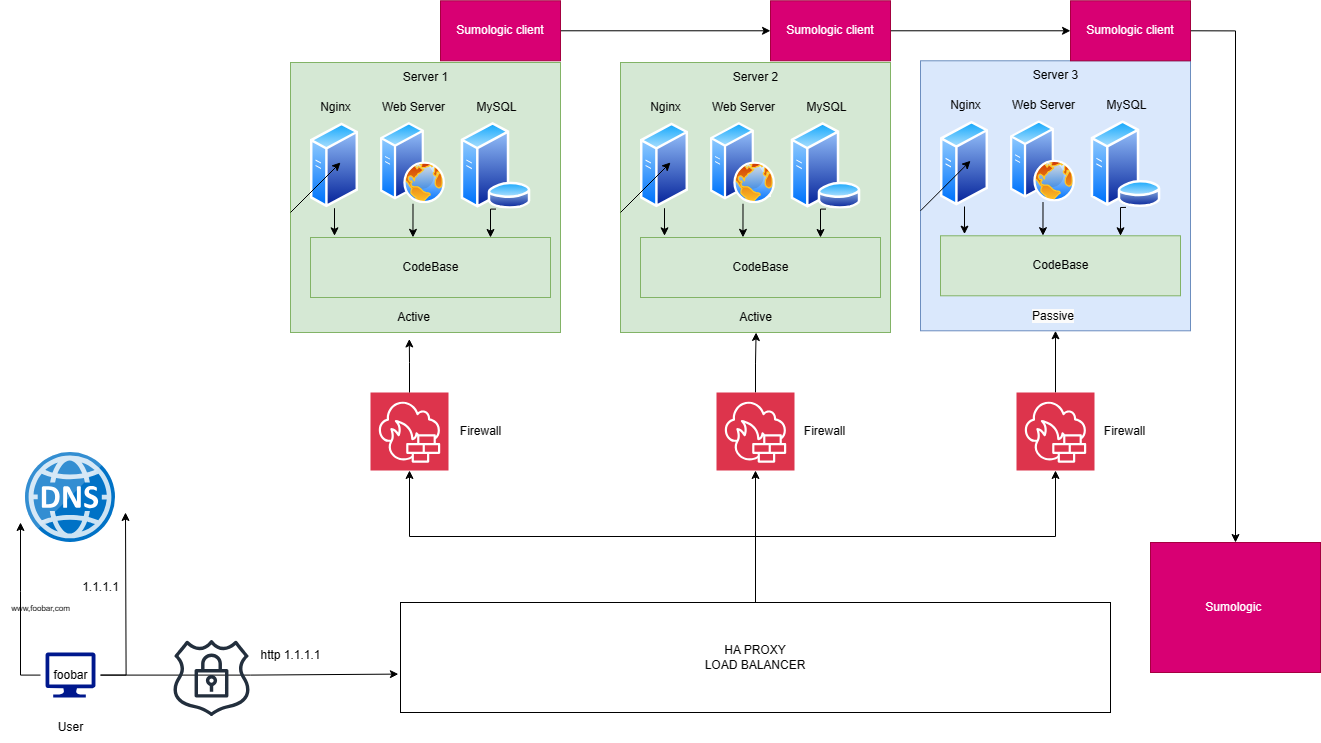 Sumologic client
Sumologic client
Sumologic client
Server 1
Server 2
Server 3
Nginx
Web Server
MySQL
Nginx
Web Server
MySQL
Nginx
Web Server
MySQL
CodeBase
CodeBase
CodeBase
Active
Active
Passive
Firewall
Firewall
Firewall
DNS
1.1.1.1
www,foobar,com
Sumologic
foobar
http 1.1.1.1
HA PROXY
LOAD BALANCER
User